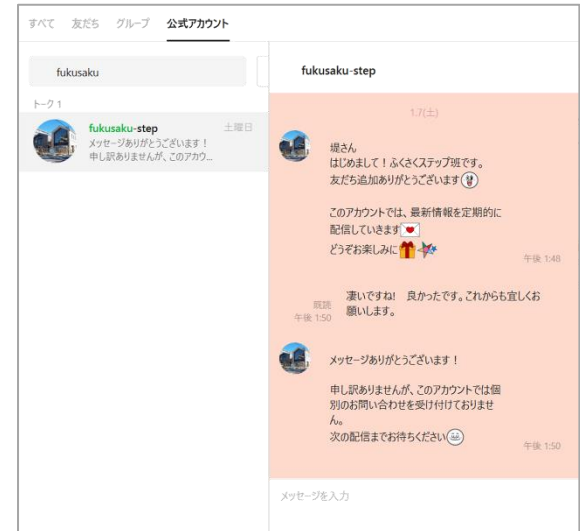 すべて 友だち グループ 公式アカウント
fukusaku
トーク 1
fukusaku-step 土曜日
メッセージありがとうございます！
申し訳ありませんが、このアカウ...
fukusaku-step
1.7(土)
堤さん
はじめまして！ふくさくステップ班です。
友だち追加ありがとうございます
このアカウントでは、最新情報を定期的に
配信していきます
どうぞお楽しみに
午後 1:48
凄いですね!　良かったです。これからも宜しくお
願いします。
既読
午後 1:50
メッセージありがとうございます！
申し訳ありませんが、このアカウントでは個
別のお問い合わせを受け付けておりませ
ん。
次の配信までお待ちください
午後 1:50
メッセージを入力